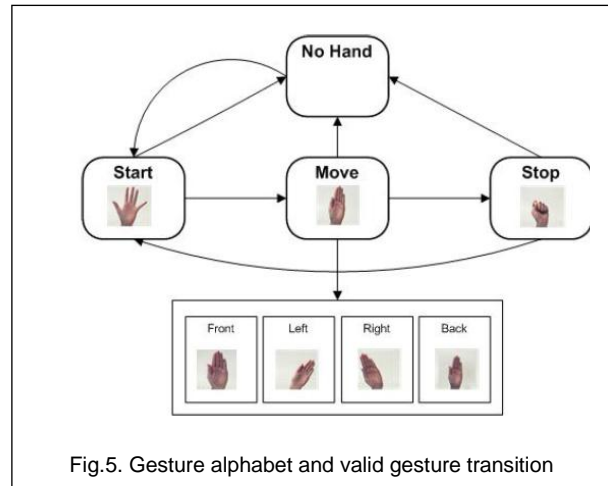 No Hand
Start
Move
Stop
Front
Left
Right
Back
Fig.5. Gesture alphabet and valid gesture transition